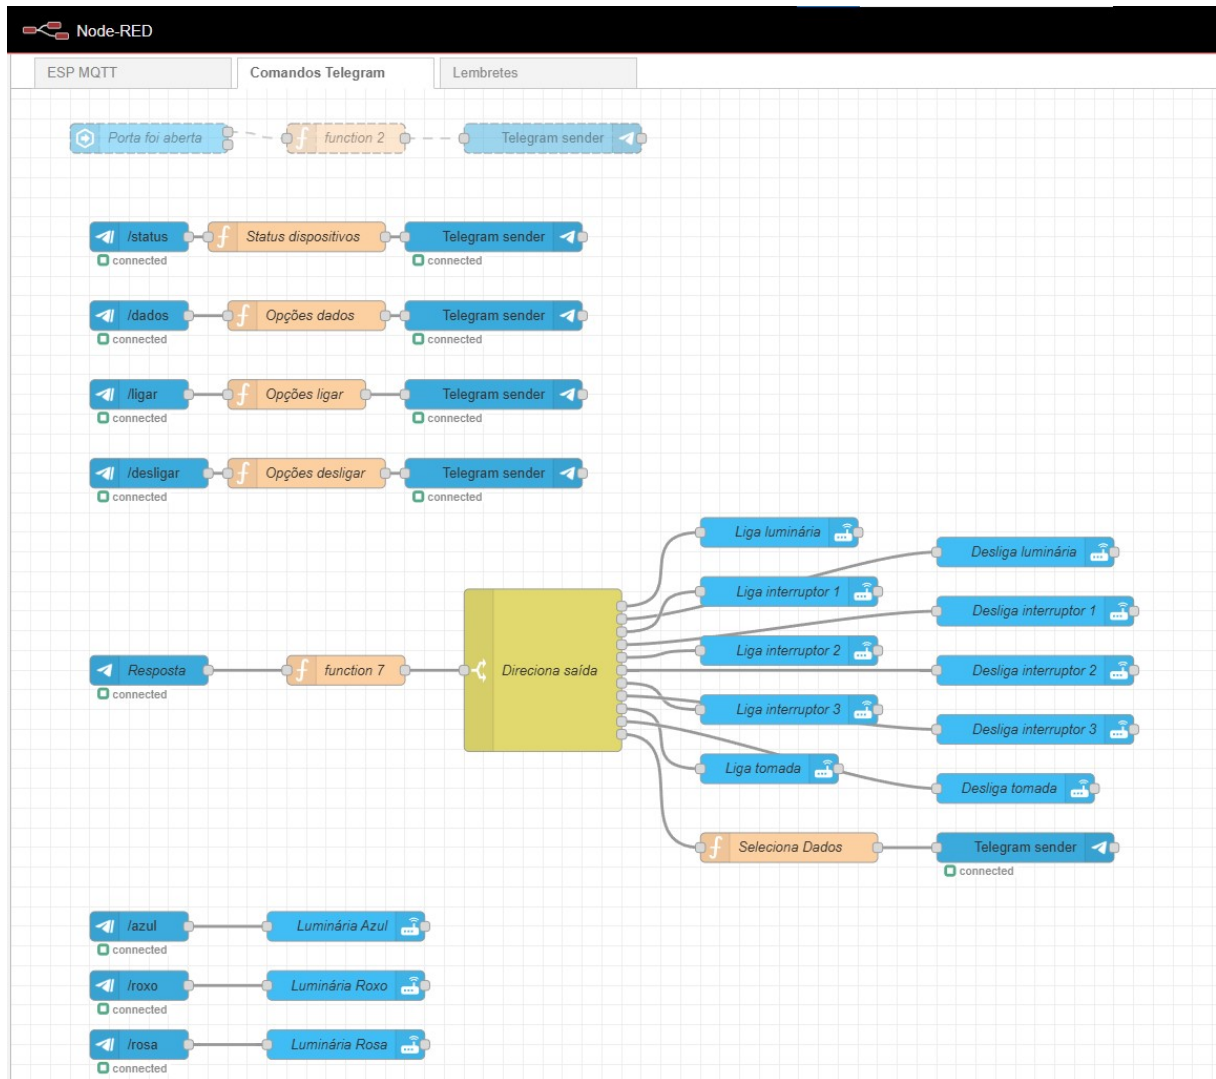 Node-RED
ESP MQTT
Comandos Telegram
Lembretes
Porta foi aberta
function 2
Telegram sender
/status
Status dispositivos
Telegram sender
connected
connected
/dados
Opções dados
Telegram sender
connected
connected
/ligar
Opções ligar
Telegram sender
connected
connected
/desligar
Opções desligar
Telegram sender
connected
connected
Liga luminária
Desliga luminária
Liga interruptor 1
Desliga interruptor 1
Liga interruptor 2
Resposta
function 7
Direciona saída
Desliga interruptor 2
connected
Liga interruptor 3
Desliga interruptor 3
Liga tomada
Desliga tomada
Seleciona Dados
Telegram sender
connected
/azul
Luminária Azul
connected
/roxo
Luminária Roxo
connected
/rosa
Luminária Rosa
connected